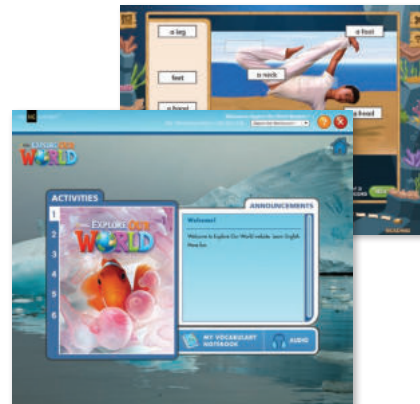 a leg
a foot
feet
a neck
a hand
a head
EXPLORE OUR
WORLD
ACTIVITIES
1
2
3
4
5
6
EXPLORE OUR
WORLD
ANNOUNCEMENTS
Welcome!
Welcome to Explore Our World website. Learn English.
Have fun
MY VOCABULARY
NOTEBOOK
AUDIO